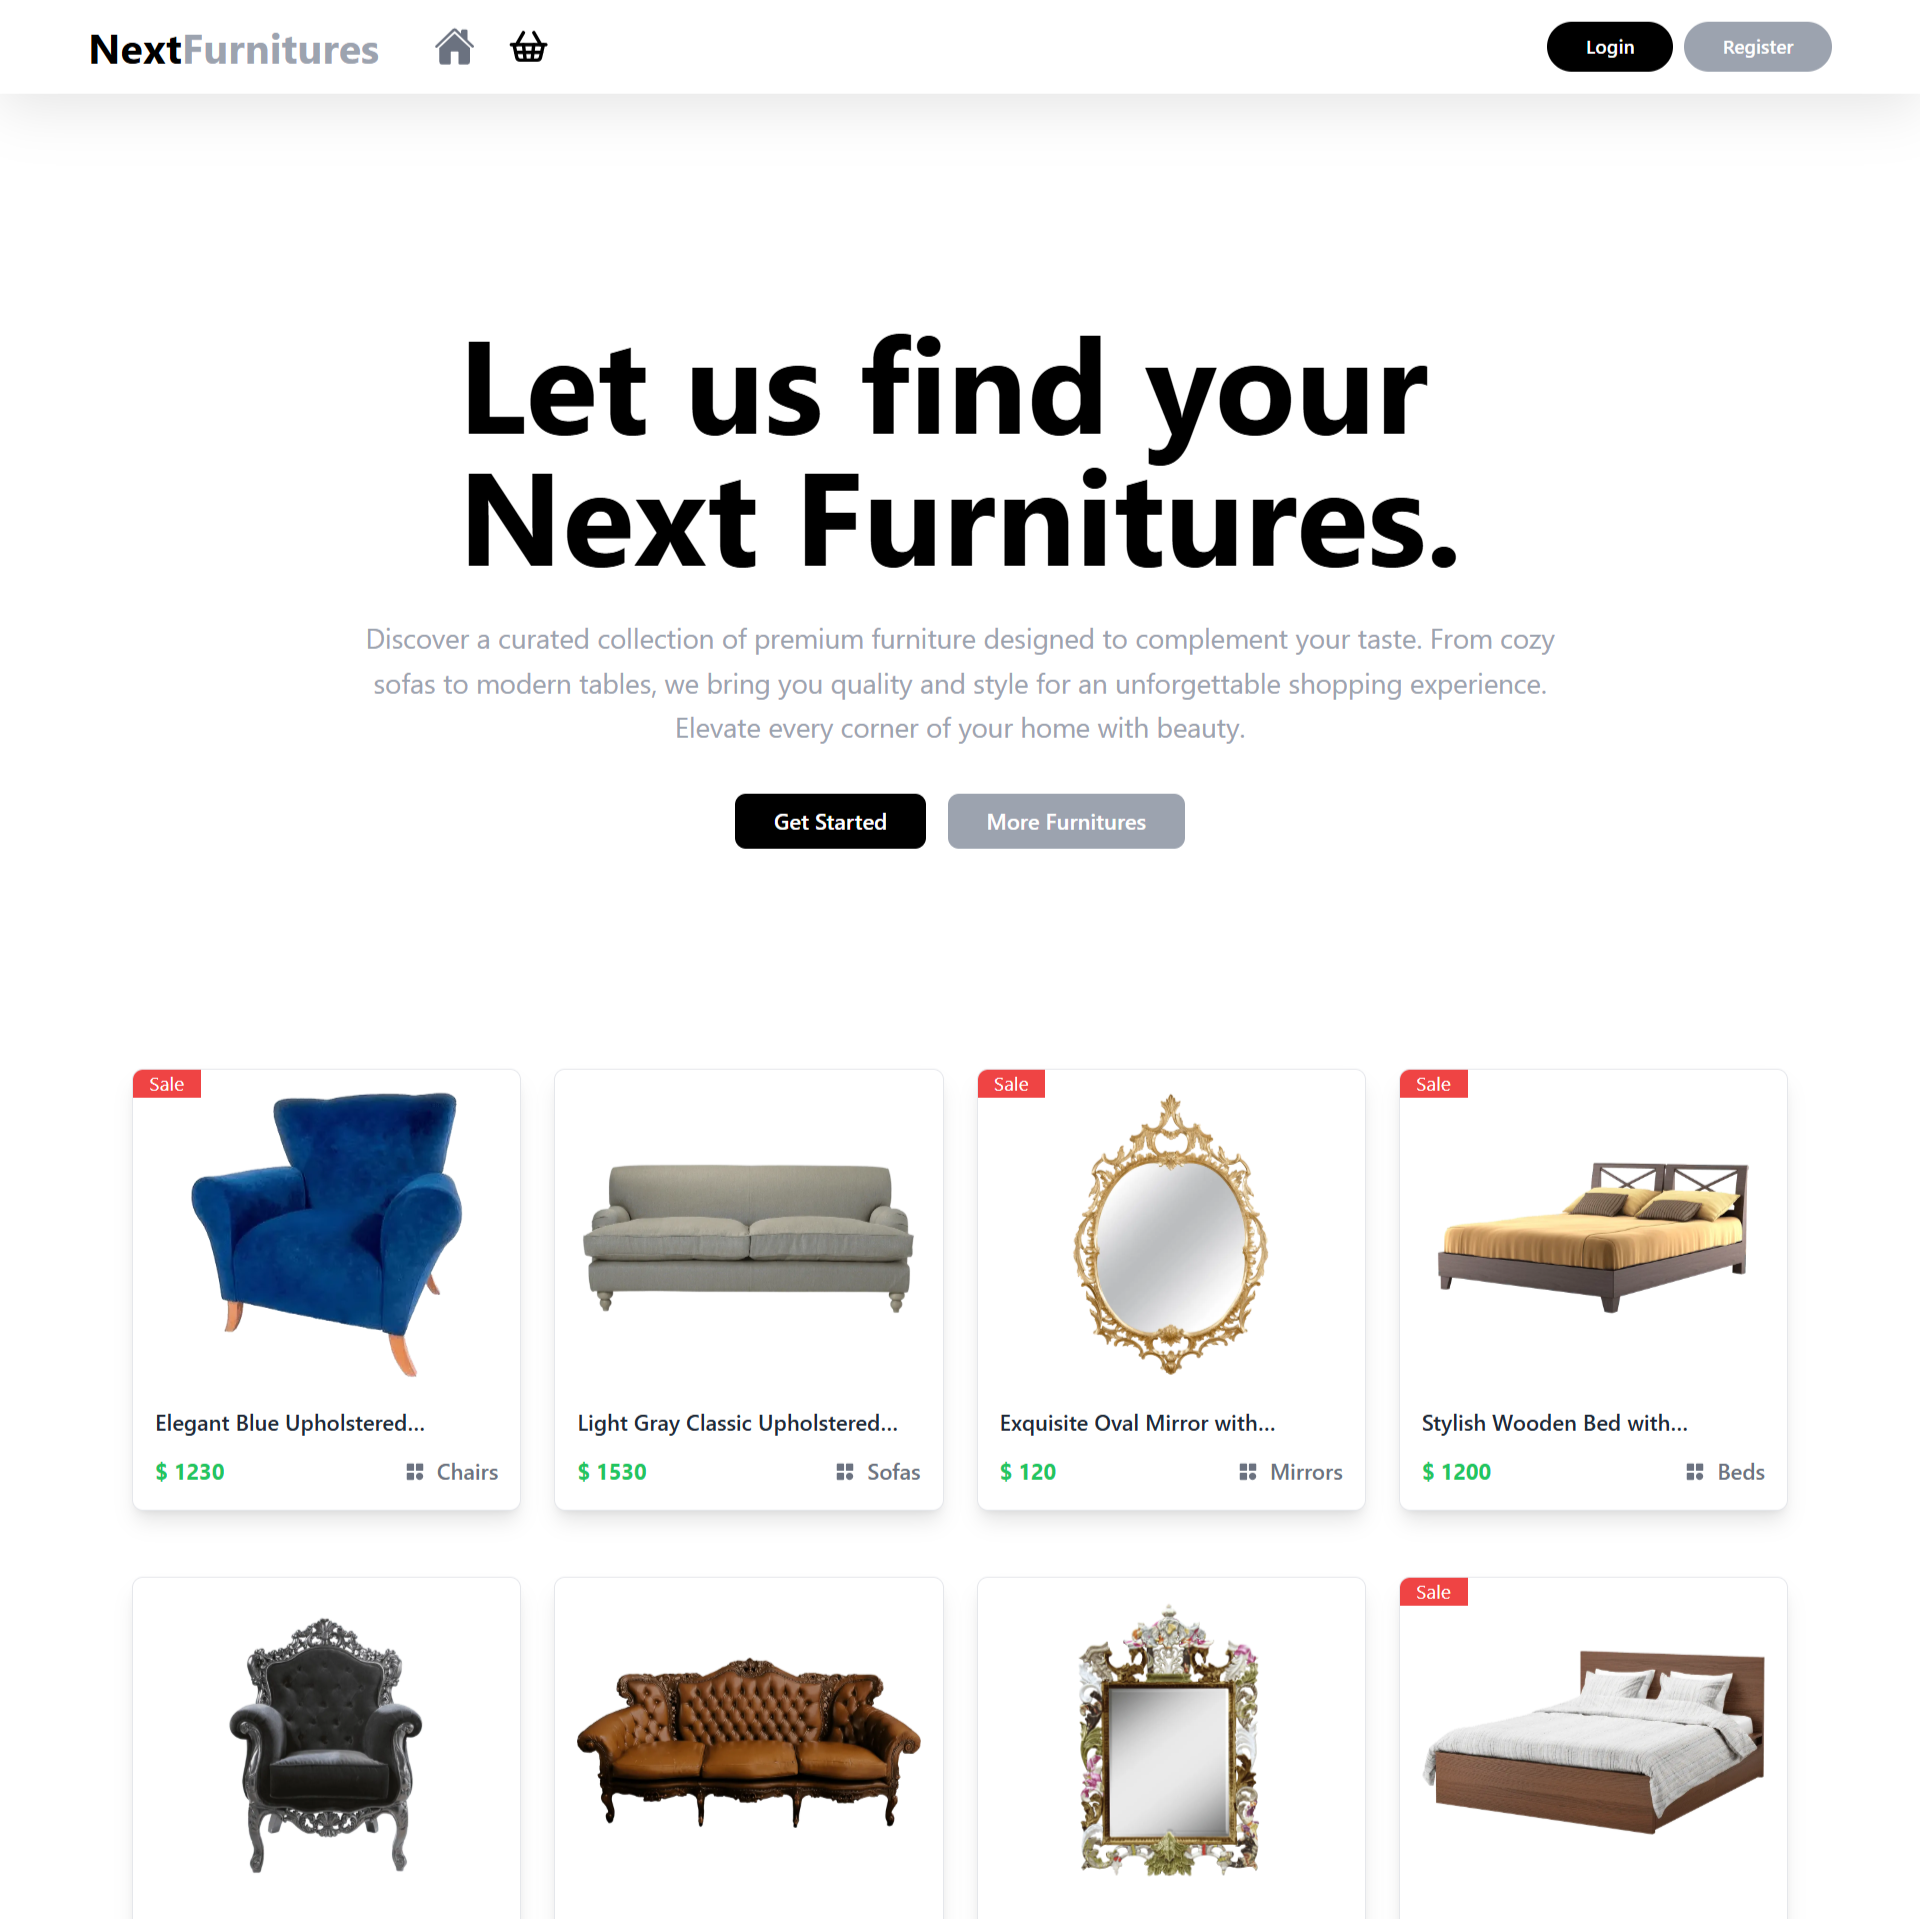 NextFurnitures
Login
Register
Let us find your
Next Furnitures.
Discover a curated collection of premium furniture designed to complement your taste. From cozy
sofas to modern tables, we bring you quality and style for an unforgettable shopping experience.
Elevate every corner of your home with beauty.
Get Started
More Furnitures
Sale
Elegant Blue Upholstered...
$ 1230
Chairs
Light Gray Classic Upholstered...
$ 1530
Sofas
Sale
Exquisite Oval Mirror with...
$ 120
Mirrors
Sale
Stylish Wooden Bed with...
$ 1200
Beds
Sale